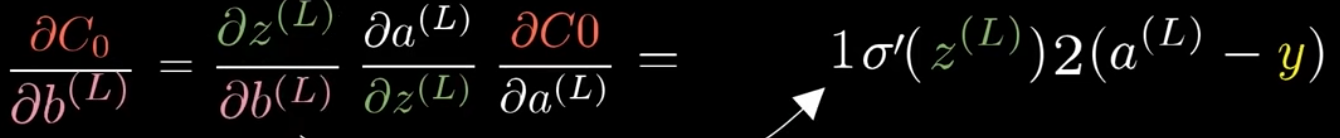 ∂C₀/∂b⁽ᴸ⁾ = ∂z⁽ᴸ⁾/∂b⁽ᴸ⁾ ∂a⁽ᴸ⁾/∂z⁽ᴸ⁾ ∂C0/∂a⁽ᴸ⁾ = 1σ′(z⁽ᴸ⁾)2(a⁽ᴸ⁾ − y)